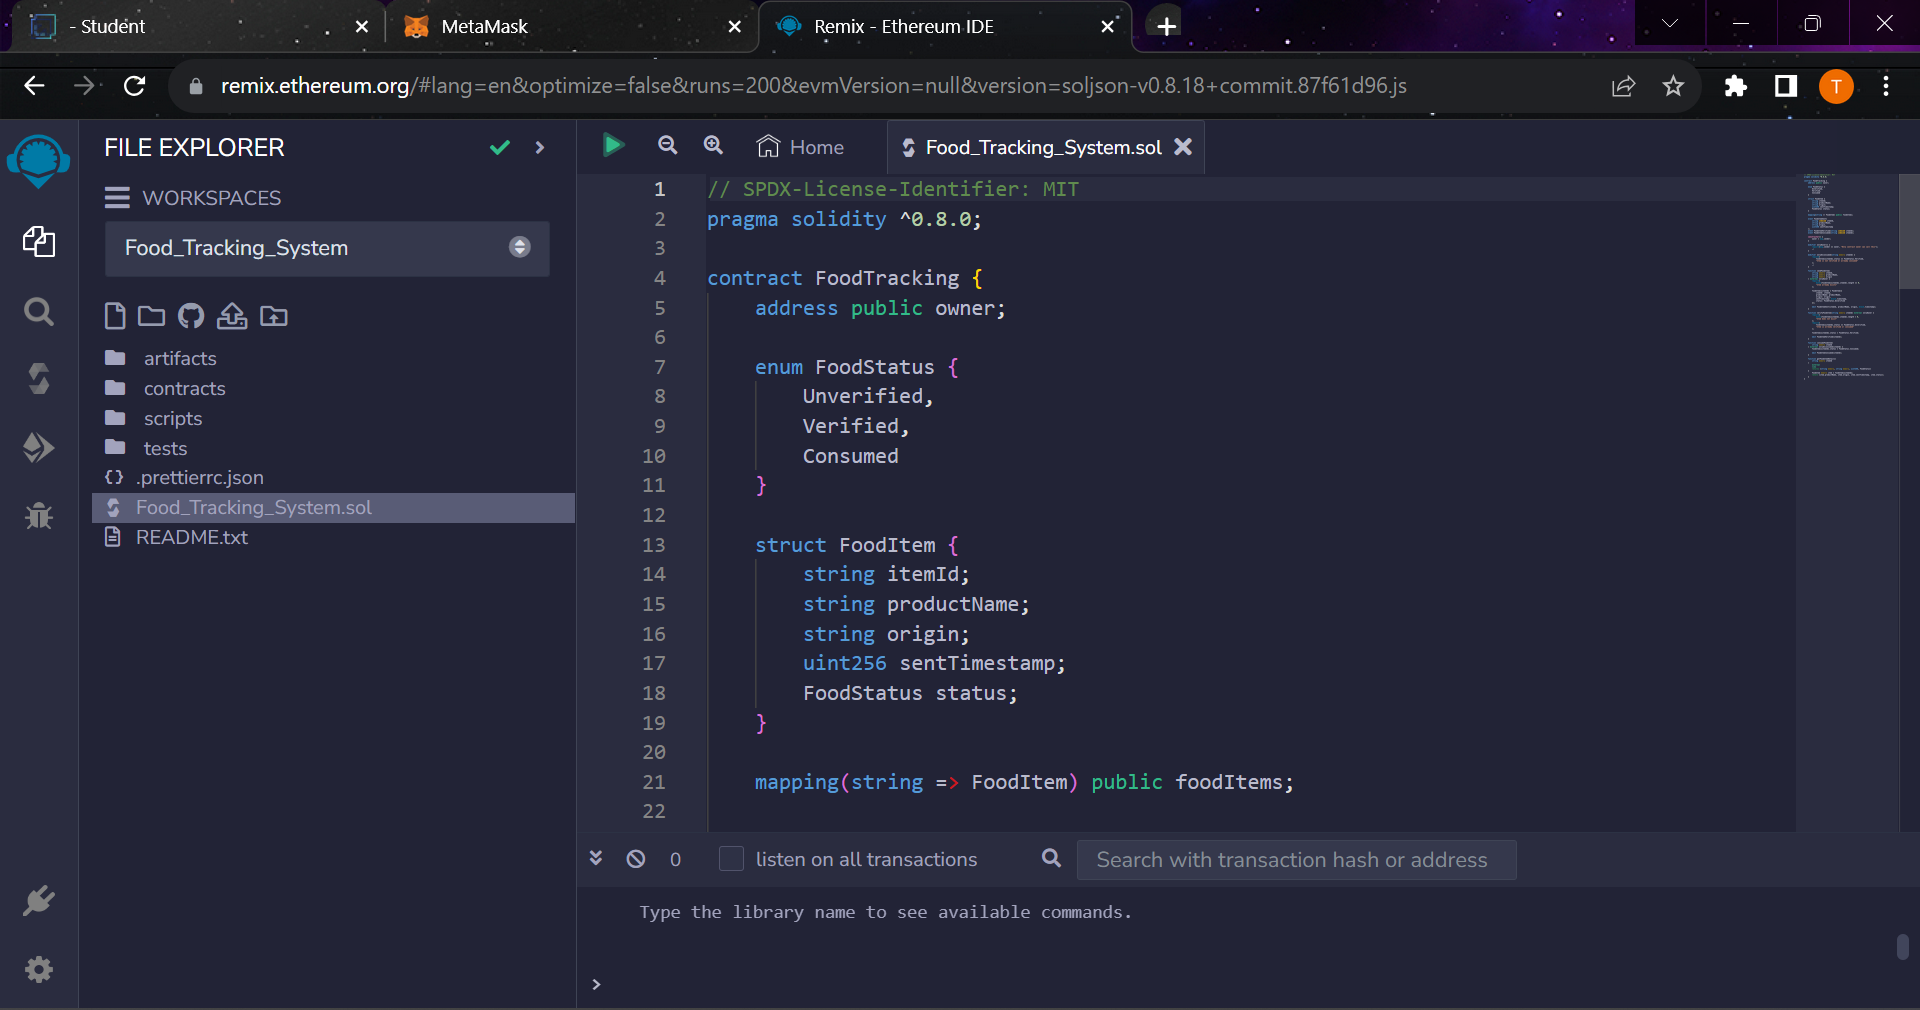 - Student
MetaMask
Remix - Ethereum IDE
remix.ethereum.org/#lang=en&optimize=false&runs=200&evmVersion=null&version=soljson-v0.8.18+commit.87f61d96.js
T
FILE EXPLORER
WORKSPACES
Food_Tracking_System
artifacts
contracts
scripts
tests
.prettierrc.json
Food_Tracking_System.sol
README.txt
Home
Food_Tracking_System.sol
1 // SPDX-License-Identifier: MIT
2 pragma solidity ^0.8.0;
3
4 contract FoodTracking {
5 address public owner;
6
7 enum FoodStatus {
8 Unverified,
9 Verified,
10 Consumed
11 }
12
13 struct FoodItem {
14 string itemId;
15 string productName;
16 string origin;
17 uint256 sentTimestamp;
18 FoodStatus status;
19 }
20
21 mapping(string => FoodItem) public foodItems;
22
0 listen on all transactions Search with transaction hash or address
Type the library name to see available commands.
>